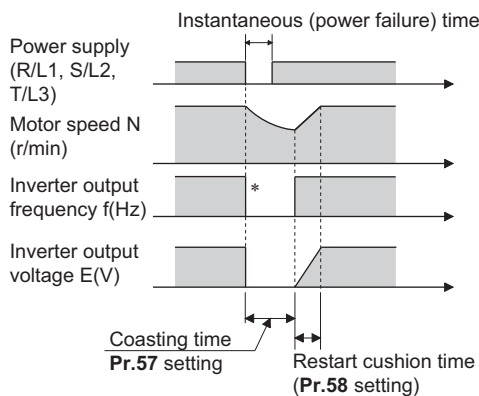 Instantaneous (power failure) time
Power supply
(R/L1, S/L2,
T/L3)
Motor speed N
(r/min)
Inverter output
frequency f(Hz)
*
Inverter output
voltage E(V)
Coasting time
Pr.57 setting
Restart cushion time
(Pr.58 setting)